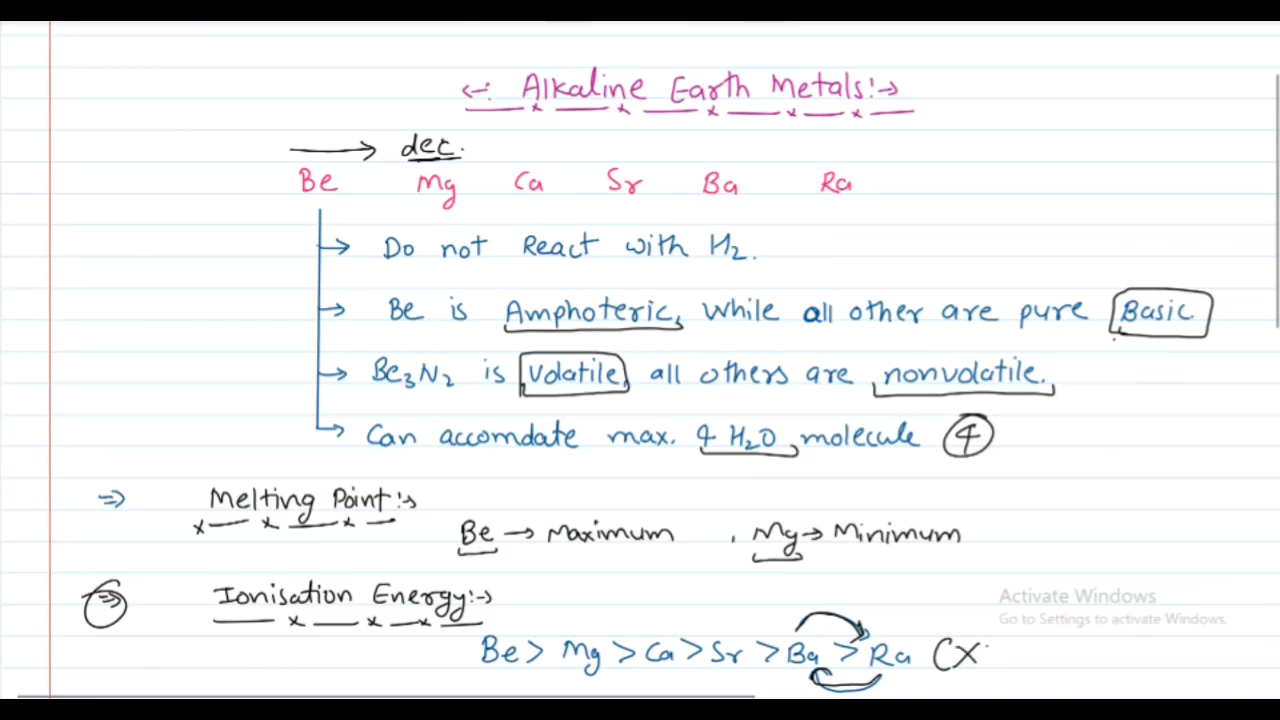 Alkaline Earth Metals:→
→ dec.
Be Mg Ca Sr Ba Ra
→ Do not React with H₂.
→ Be is Amphoteric, while all other are pure Basic
→ Be₃N₂ is volatile, all others are nonvolatile.
→ Can accomdate max. 4 H₂O, molecule 4
⇒ Melting Point:→
Be → Maximum , Mg → Minimum
⇒ Ionisation Energy:→
Activate Windows
Go to Settings to activate Windows.
Be > Mg > Ca > Sr > Ba > Ra (X